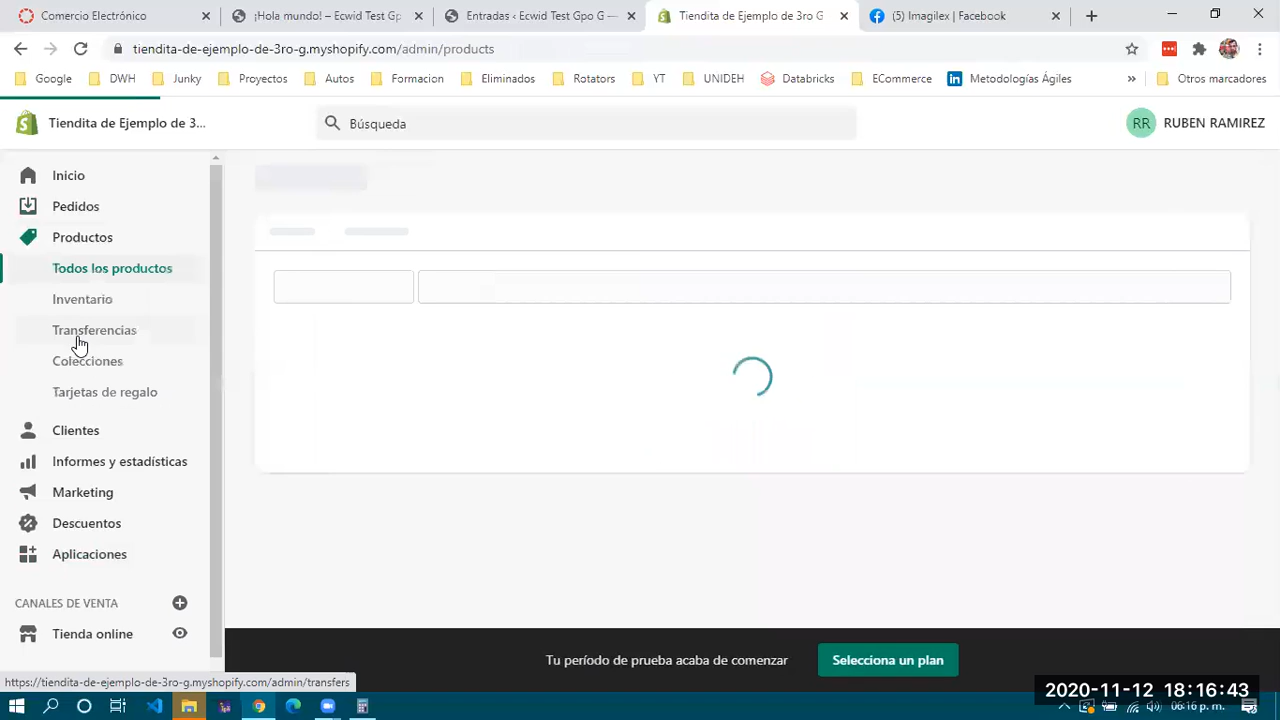 Comercio Electrónico
¡Hola mundo! – Ecwid Test Gp
Entradas ‹ Ecwid Test Gpo G —
Tiendita de Ejemplo de 3ro G
(5) Imagilex | Facebook
tiendita-de-ejemplo-de-3ro-g.myshopify.com/admin/products
Google
DWH
Junky
Proyectos
Autos
Formacion
Eliminados
Rotators
YT
UNIDEH
Databricks
ECommerce
Metodologías Ágiles
»
Otros marcadores
Tiendita de Ejemplo de 3...
Búsqueda
RR
RUBEN RAMIREZ
Inicio
Pedidos
Productos
Todos los productos
Inventario
Transferencias
Colecciones
Tarjetas de regalo
Clientes
Informes y estadísticas
Marketing
Descuentos
Aplicaciones
CANALES DE VENTA
Tienda online
Tu período de prueba acaba de comenzar
Selecciona un plan
https://tiendita-de-ejemplo-de-3ro-g.myshopify.com/admin/transfers
2020-11-12 18:16:43
06:16 p. m.